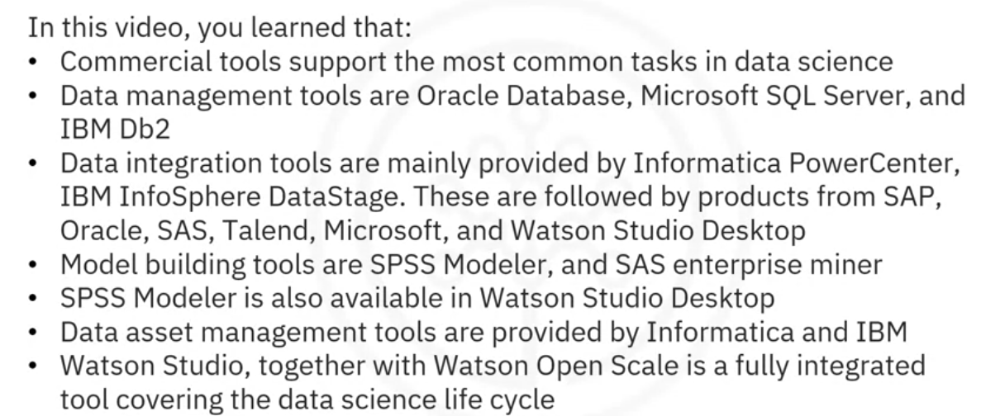 In this video, you learned that:
• Commercial tools support the most common tasks in data science
• Data management tools are Oracle Database, Microsoft SQL Server, and
IBM Db2
• Data integration tools are mainly provided by Informatica PowerCenter,
IBM InfoSphere DataStage. These are followed by products from SAP,
Oracle, SAS, Talend, Microsoft, and Watson Studio Desktop
• Model building tools are SPSS Modeler, and SAS enterprise miner
• SPSS Modeler is also available in Watson Studio Desktop
• Data asset management tools are provided by Informatica and IBM
• Watson Studio, together with Watson Open Scale is a fully integrated
tool covering the data science life cycle